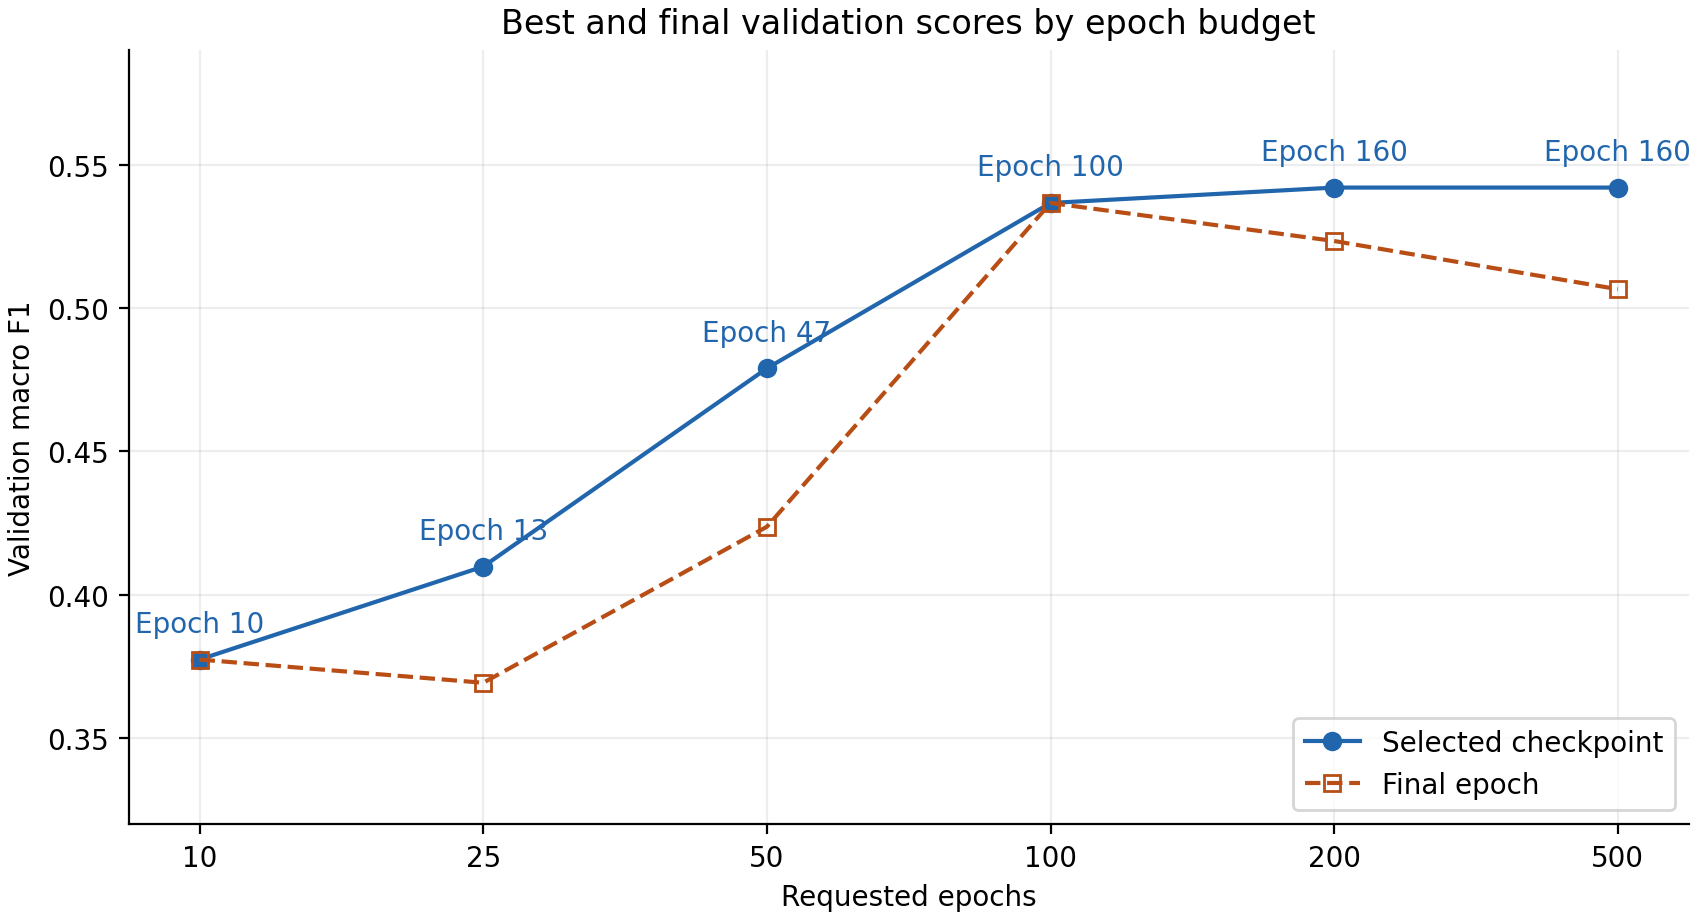 Best and final validation scores by epoch budget
Validation macro F1
0.55
0.50
0.45
0.40
0.35
Epoch 10
Epoch 13
Epoch 47
Epoch 100
Epoch 160
Epoch 160
Selected checkpoint
Final epoch
10 25 50 100 200 500
Requested epochs